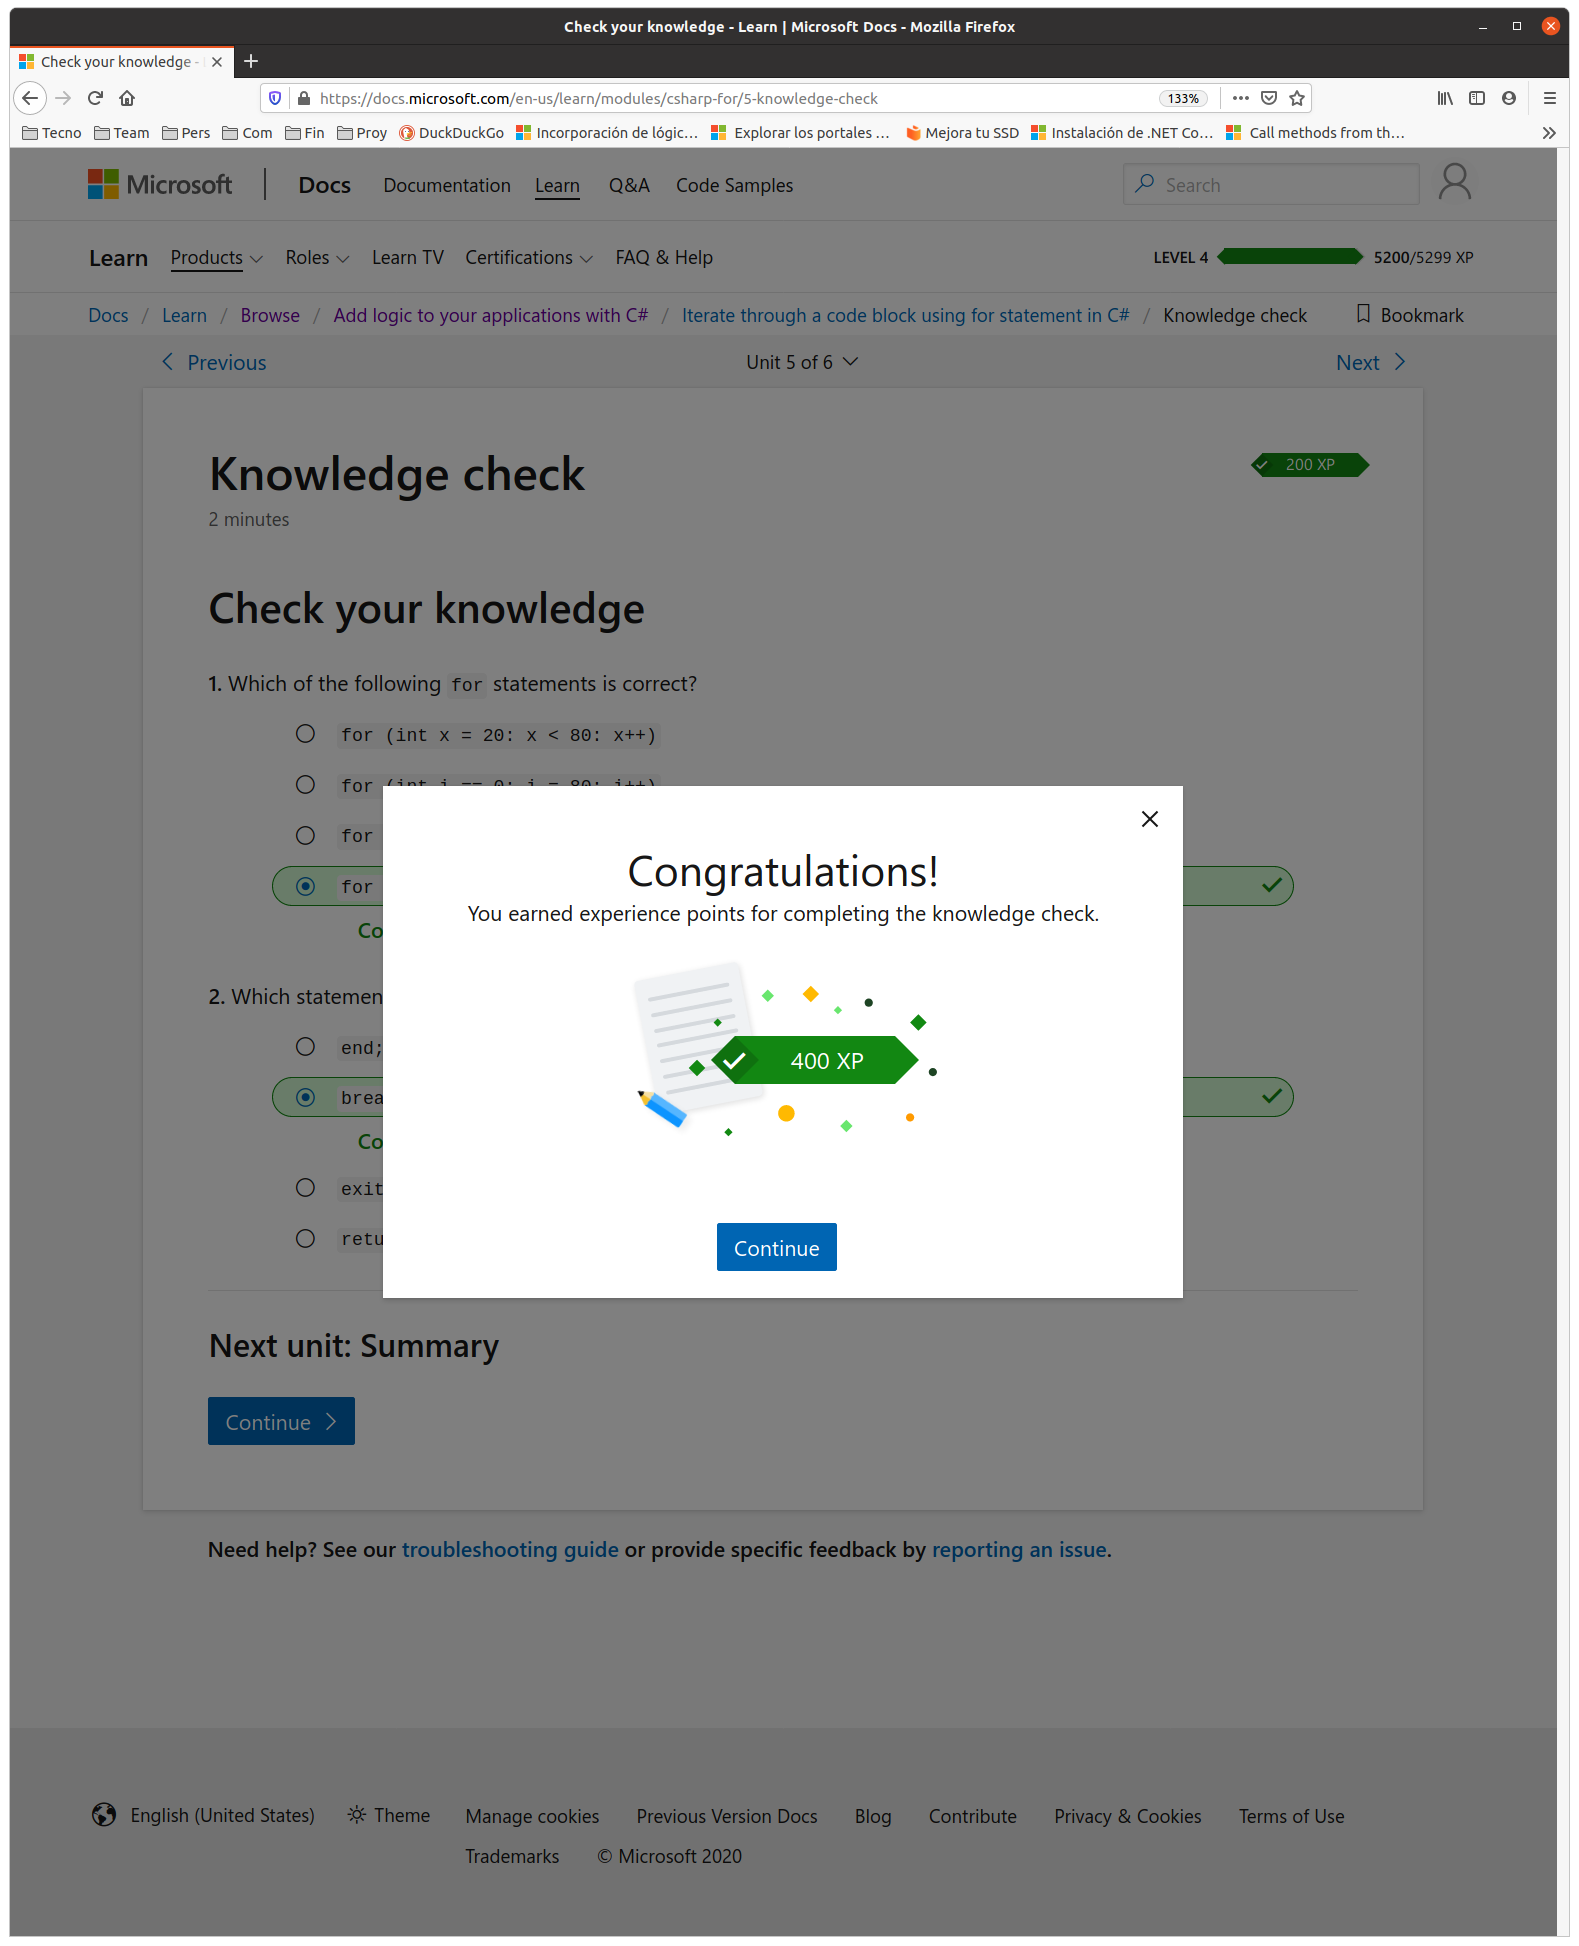 Check your knowledge - Learn | Microsoft Docs - Mozilla Firefox
Check your knowledge -
https://docs.microsoft.com/en-us/learn/modules/csharp-for/5-knowledge-check
133%
Tecno Team Pers Com Fin Proy DuckDuckGo Incorporación de lógic… Explorar los portales … Mejora tu SSD Instalación de .NET Co… Call methods from th…
Microsoft Docs Documentation Learn Q&A Code Samples Search
Learn Products Roles Learn TV Certifications FAQ & Help LEVEL 4 5200/5299 XP
Docs / Learn / Browse / Add logic to your applications with C# / Iterate through a code block using for statement in C# / Knowledge check Bookmark
Previous Unit 5 of 6 Next
Knowledge check
200 XP
2 minutes
Check your knowledge
1. Which of the following for statements is correct?
for (int x = 20: x < 80: x++)
for (int i == 0; i = 80; i++)
for
for
Co
2. Which statemen
end;
brea
Co
exit
retu
Congratulations!
You earned experience points for completing the knowledge check.
400 XP
Continue
Next unit: Summary
Continue
Need help? See our troubleshooting guide or provide specific feedback by reporting an issue.
English (United States) Theme Manage cookies Previous Version Docs Blog Contribute Privacy & Cookies Terms of Use
Trademarks © Microsoft 2020